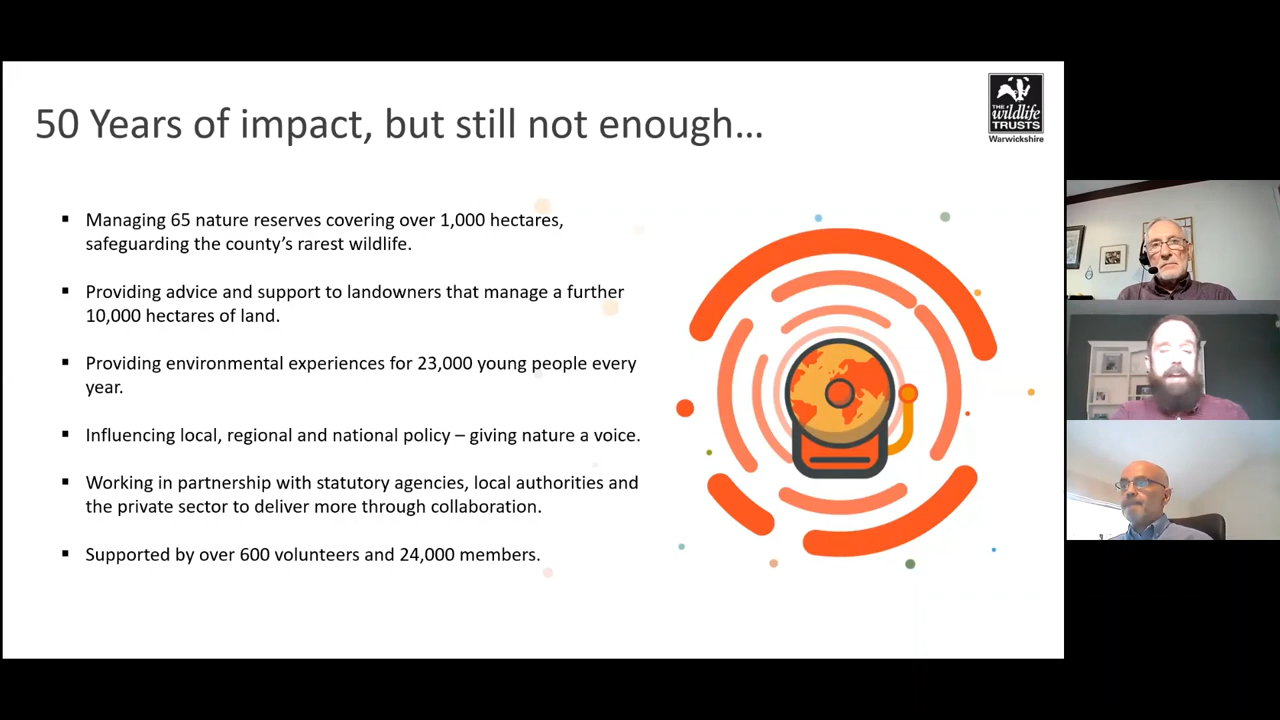 50 Years of impact, but still not enough…
THE
wildlife
TRUSTS
Warwickshire
▪ Managing 65 nature reserves covering over 1,000 hectares,
safeguarding the county’s rarest wildlife.
▪ Providing advice and support to landowners that manage a further
10,000 hectares of land.
▪ Providing environmental experiences for 23,000 young people every
year.
▪ Influencing local, regional and national policy – giving nature a voice.
▪ Working in partnership with statutory agencies, local authorities and
the private sector to deliver more through collaboration.
▪ Supported by over 600 volunteers and 24,000 members.